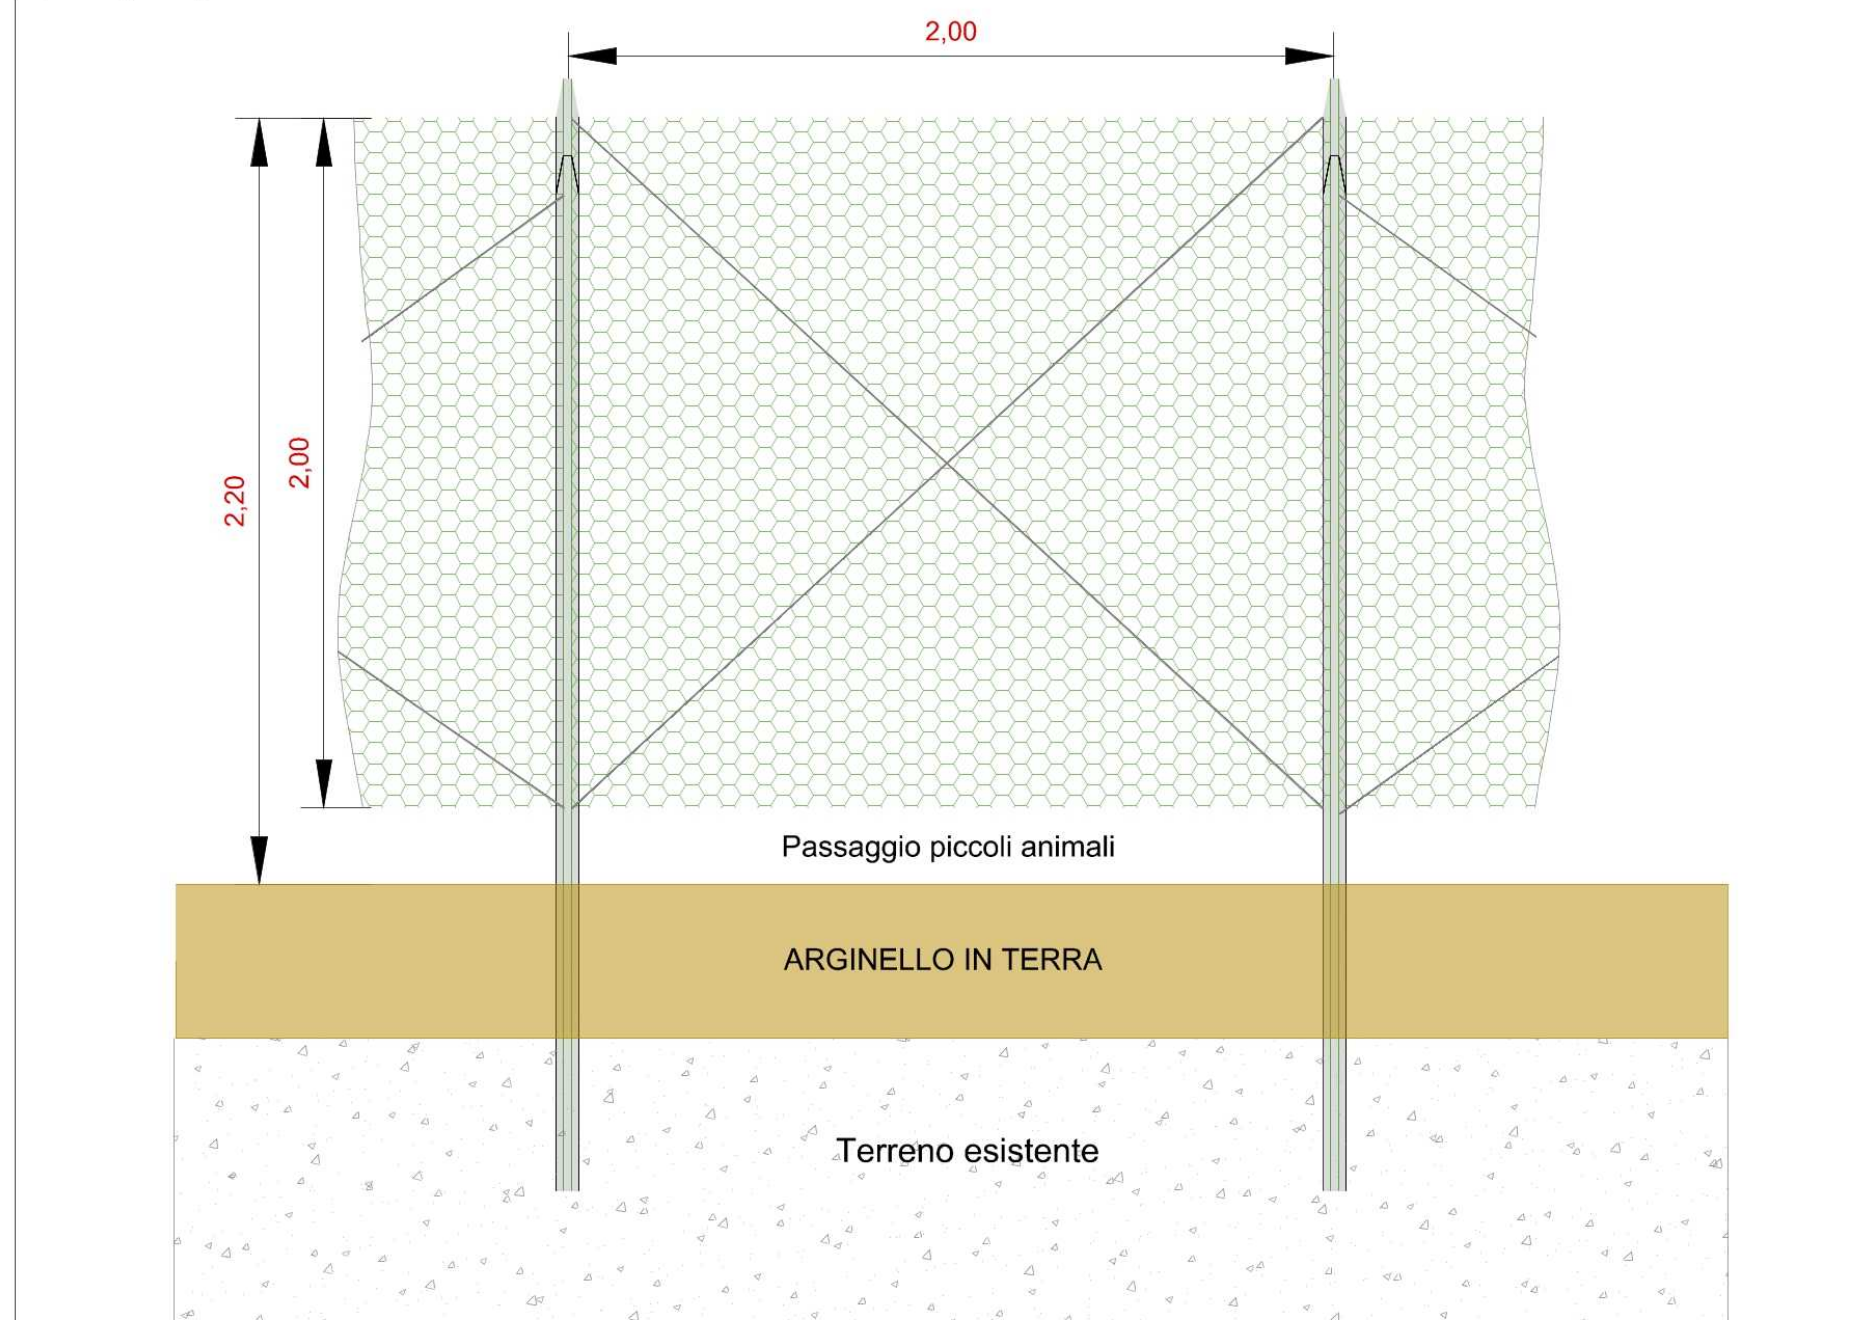 2,00
2,00
2,20
Passaggio piccoli animali
ARGINELLO IN TERRA
Terreno esistente